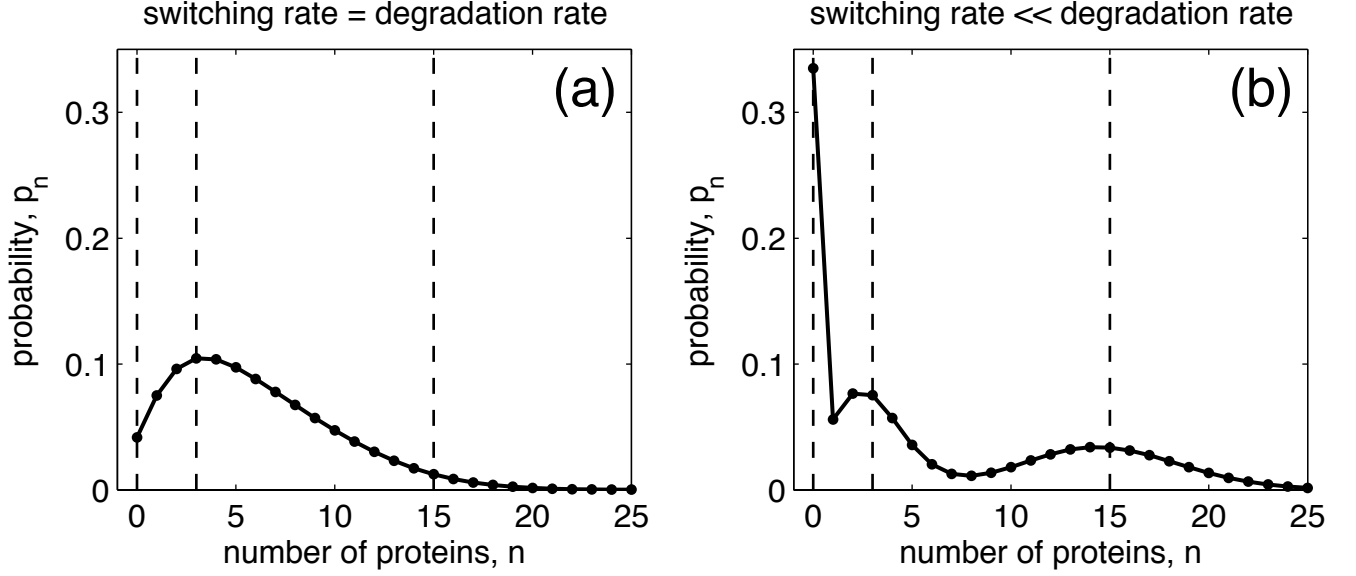 switching rate = degradation rate
(a)
0.3
0.2
0.1
0
probability, pn
0 5 10 15 20 25
number of proteins, n
switching rate << degradation rate
(b)
0.3
0.2
0.1
0
probability, pn
0 5 10 15 20 25
number of proteins, n